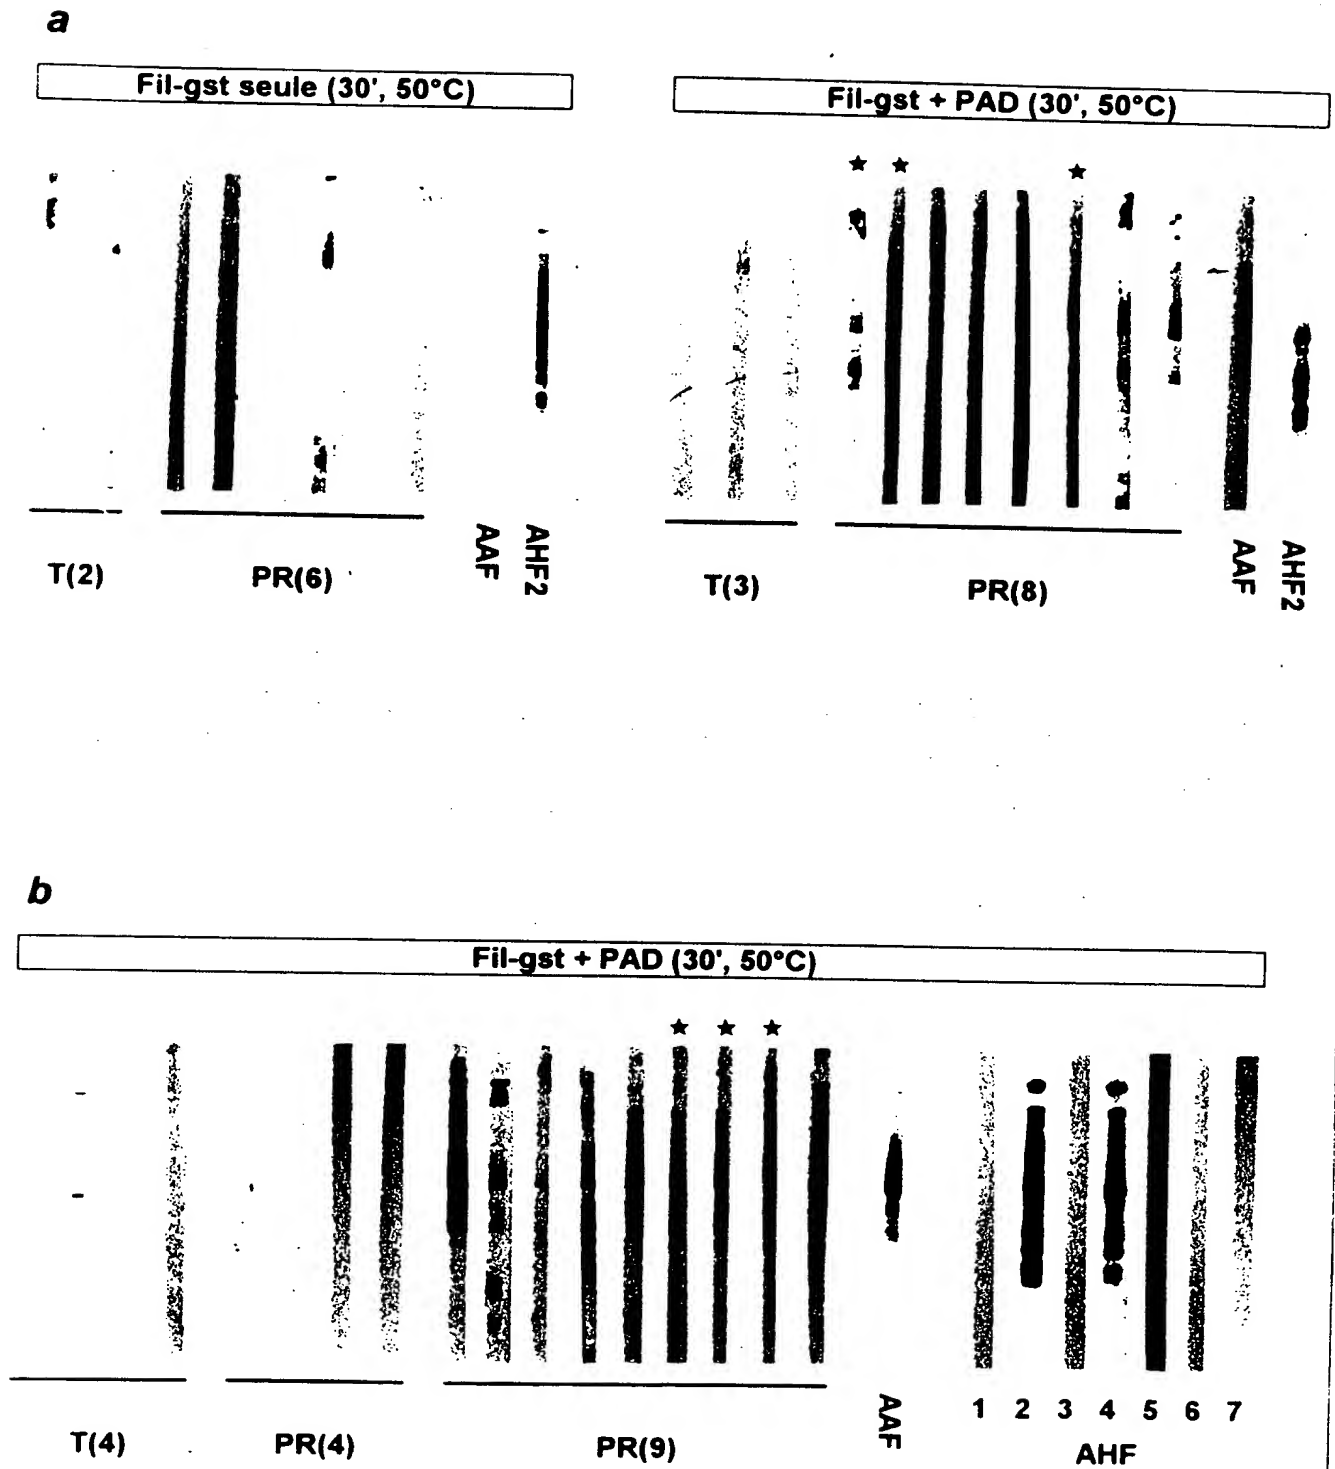 a
Fil-gst seule (30', 50°C)
Fil-gst + PAD (30', 50°C)
★ ★ ★
T(2)
PR(6)
AAF
AHF2
T(3)
PR(8)
AAF
AHF2
b
Fil-gst + PAD (30', 50°C)
★ ★ ★
T(4)
PR(4)
PR(9)
AAF
1 2 3 4 5 6 7
AHF